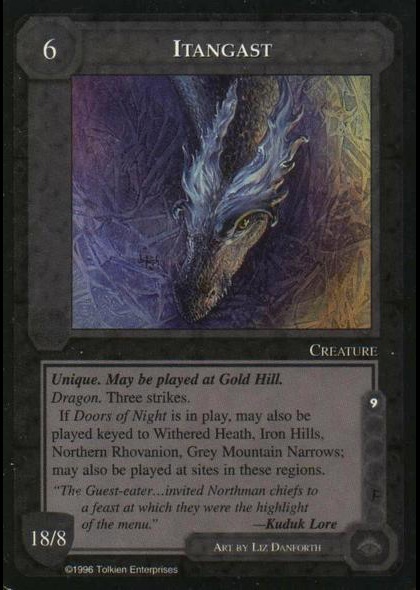 6
ITANGAST
CREATURE
Unique. May be played at Gold Hill.
Dragon. Three strikes.
If Doors of Night is in play, may also be
played keyed to Withered Heath, Iron Hills,
Northern Rhovanion, Grey Mountain Narrows;
may also be played at sites in these regions.
9
“The Guest-eater…invited Northman chiefs to
a feast at which they were the highlight
of the menu.” —Kuduk Lore
18/8
ART BY LIZ DANFORTH
©1996 Tolkien Enterprises